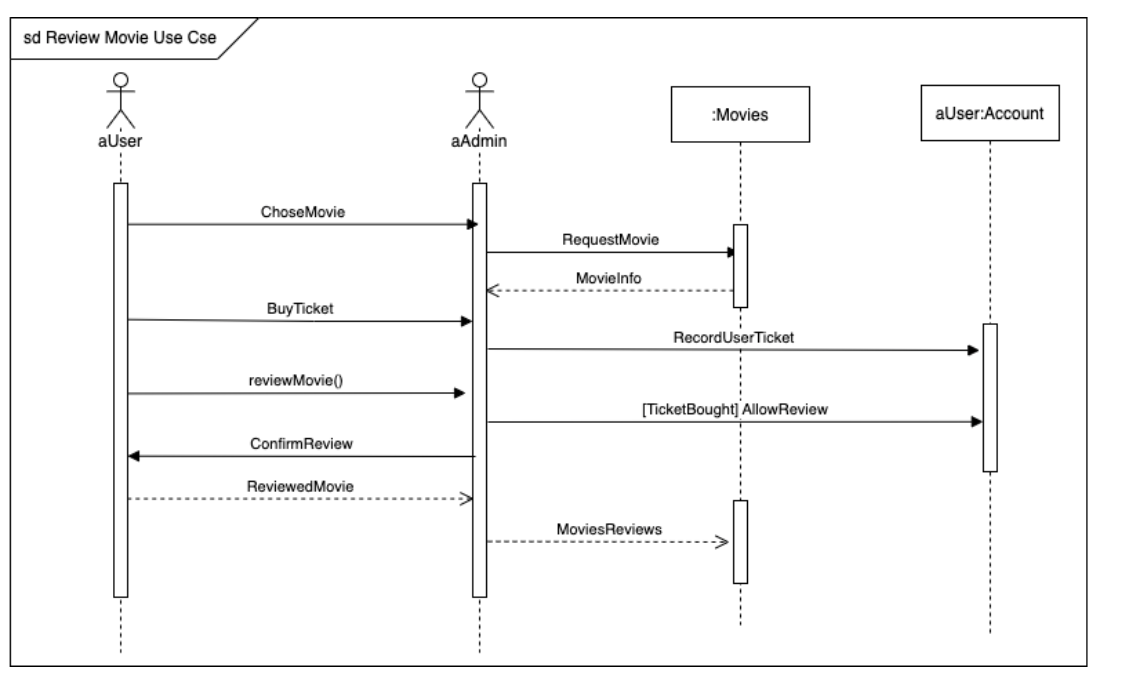 sd Review Movie Use Cse
aUser
aAdmin
:Movies
aUser:Account
ChoseMovie
RequestMovie
MovieInfo
BuyTicket
RecordUserTicket
reviewMovie()
[TicketBought] AllowReview
ConfirmReview
ReviewedMovie
MoviesReviews